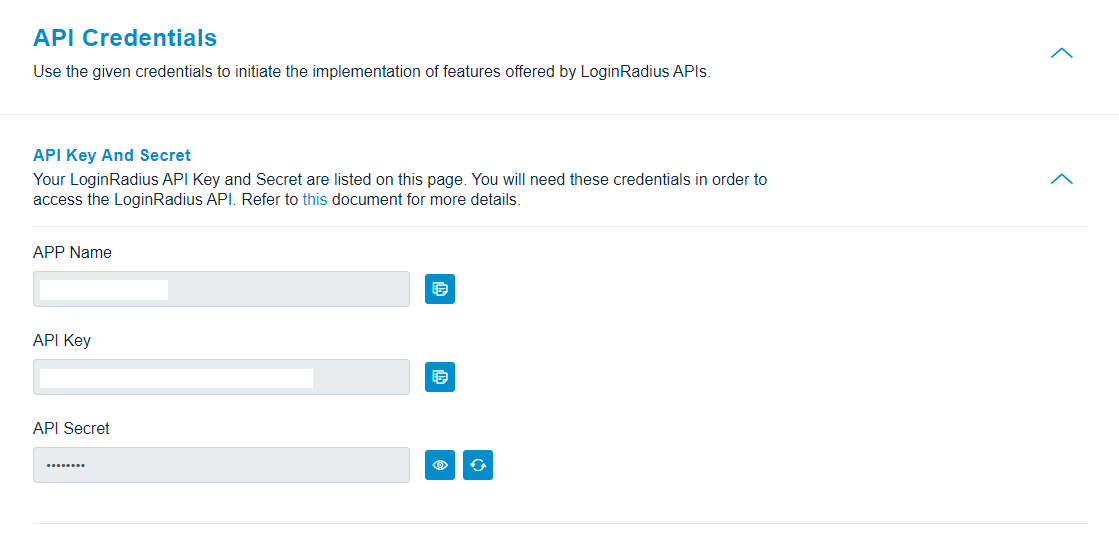 API Credentials
Use the given credentials to initiate the implementation of features offered by LoginRadius APIs.
API Key And Secret
Your LoginRadius API Key and Secret are listed on this page. You will need these credentials in order to
access the LoginRadius API. Refer to this document for more details.
APP Name
API Key
API Secret
••••••••